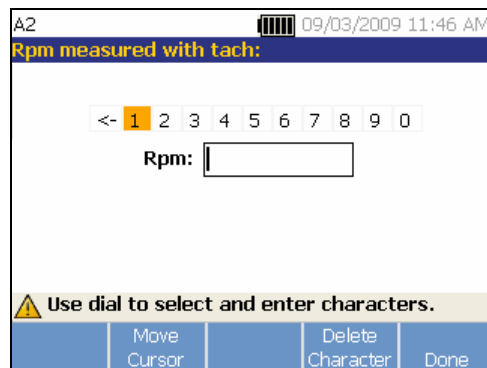 A2 09/03/2009 11:46 AM
Rpm measured with tach:
<- 1 2 3 4 5 6 7 8 9 0
Rpm:
Use dial to select and enter characters.
Move Cursor Delete Character Done